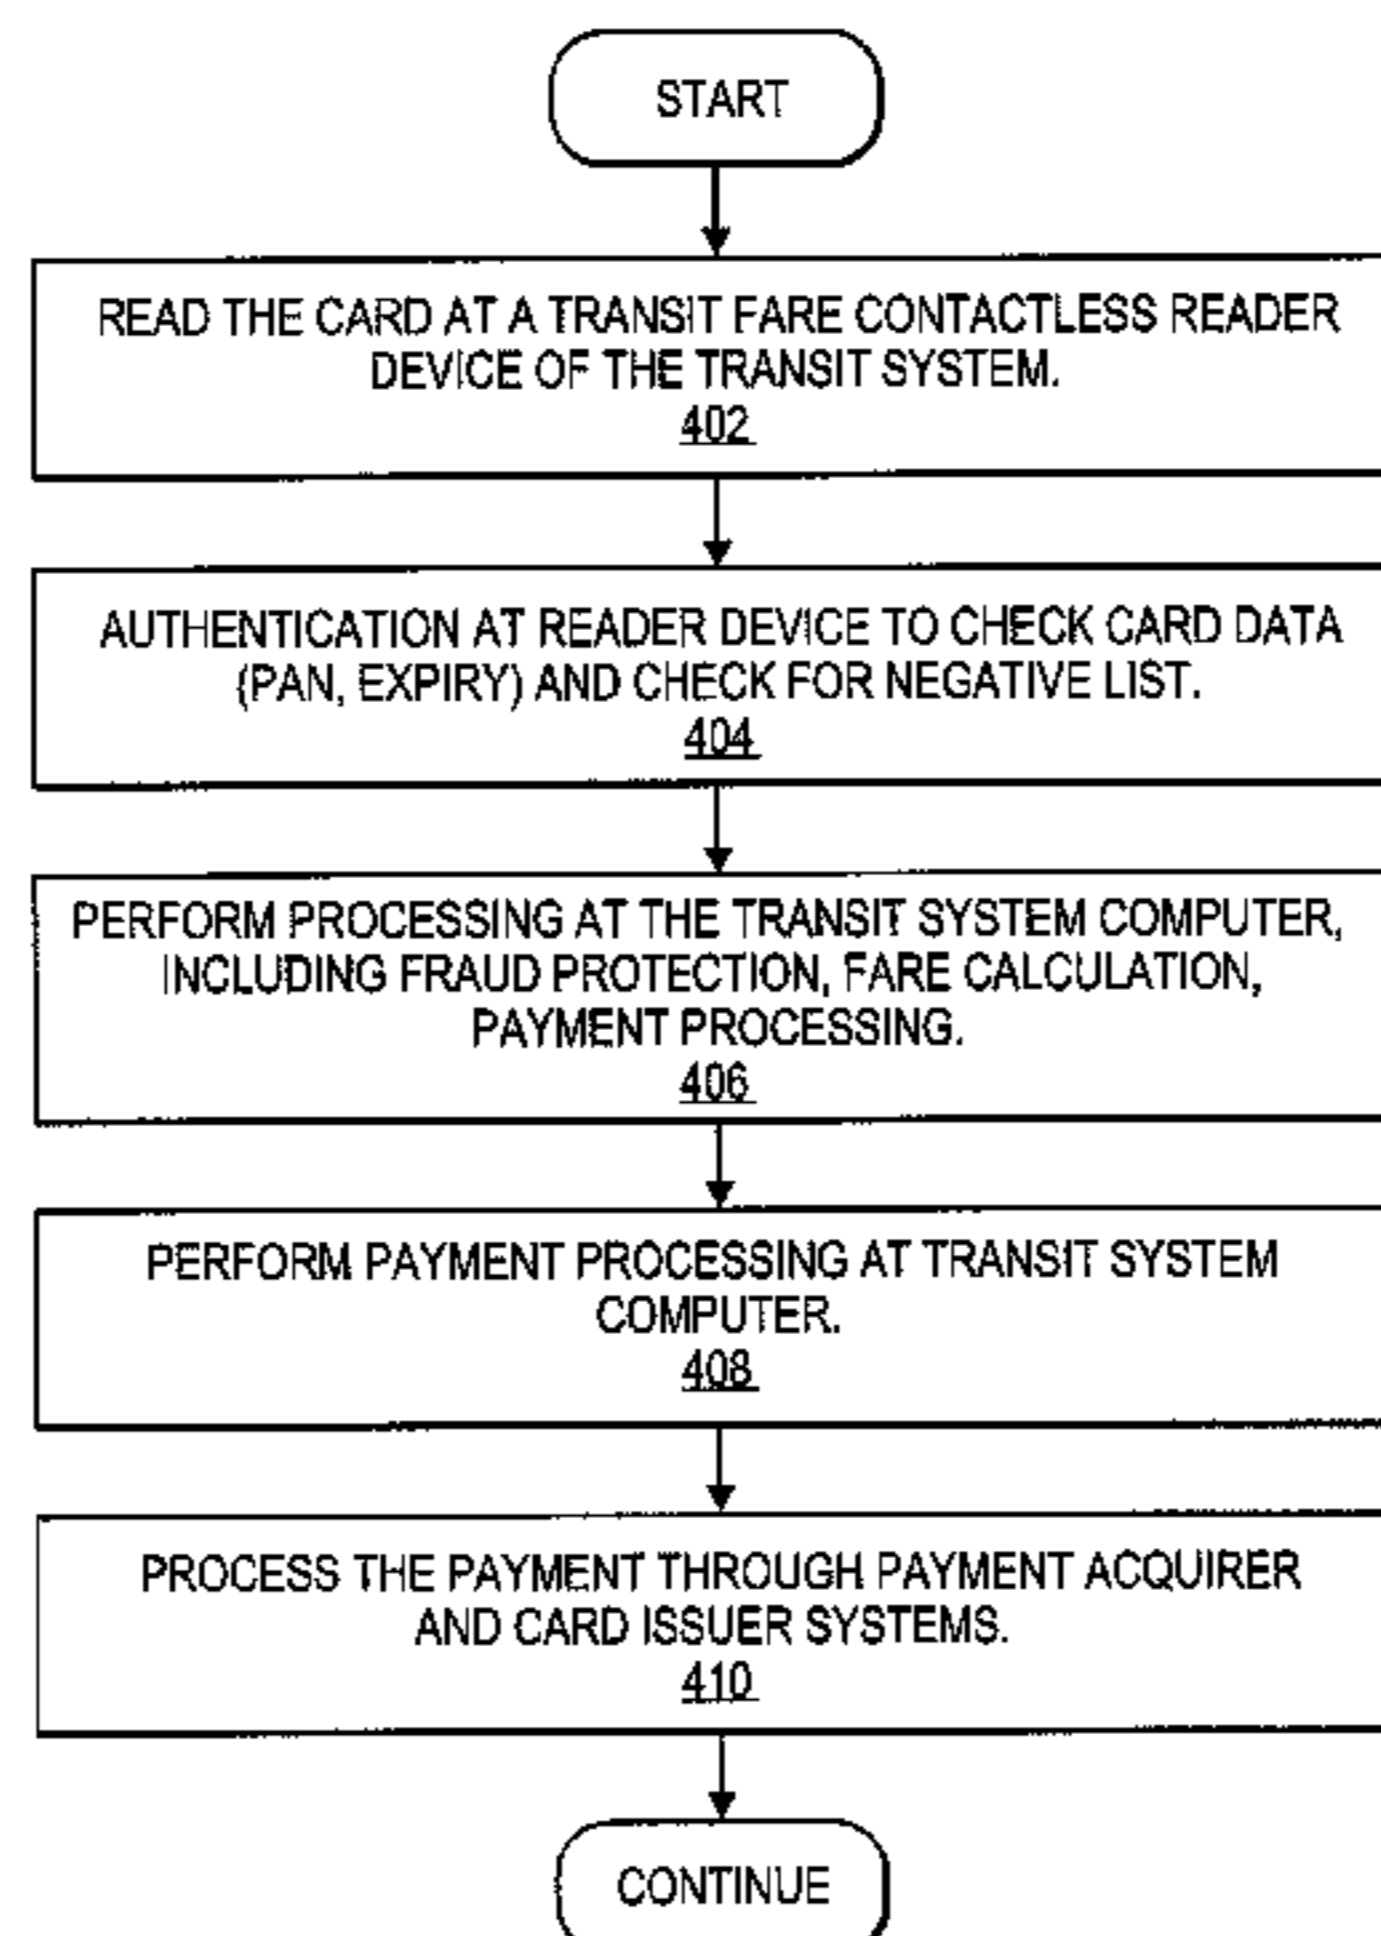 START
READ THE CARD AT A TRANSIT FARE CONTACTLESS READER
DEVICE OF THE TRANSIT SYSTEM.
402
AUTHENTICATION AT READER DEVICE TO CHECK CARD DATA
(PAN, EXPIRY) AND CHECK FOR NEGATIVE LIST.
404
PERFORM PROCESSING AT THE TRANSIT SYSTEM COMPUTER,
INCLUDING FRAUD PROTECTION, FARE CALCULATION,
PAYMENT PROCESSING.
406
PERFORM PAYMENT PROCESSING AT TRANSIT SYSTEM
COMPUTER.
408
PROCESS THE PAYMENT THROUGH PAYMENT ACQUIRER
AND CARD ISSUER SYSTEMS.
410
CONTINUE